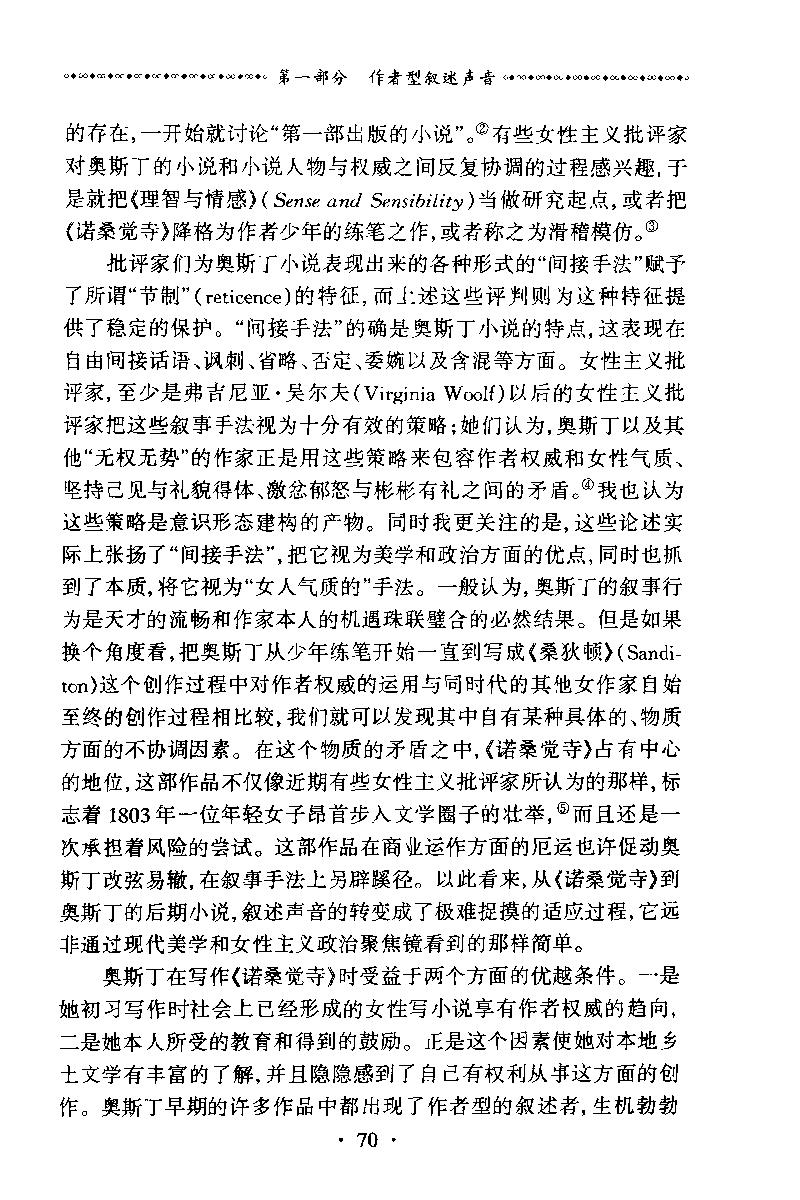 第一部分 作者型叙述声音
的存在,一开始就讨论“第一部出版的小说”。②有些女性主义批评家
对奥斯丁的小说和小说人物与权威之间反复协调的过程感兴趣,于
是就把《理智与情感》(Sense and Sensibility)当做研究起点,或者把
《诺桑觉寺》降格为作者少年的练笔之作,或者称之为滑稽模仿。③
批评家们为奥斯丁小说表现出来的各种形式的“间接手法”赋予
了所谓“节制”(reticence)的特征,而上述这些评判则为这种特征提
供了稳定的保护。“间接手法”的确是奥斯丁小说的特点,这表现在
自由间接话语、讽刺、省略、否定、委婉以及含混等方面。女性主义批
评家,至少是弗吉尼亚·吴尔夫(Virginia Woolf)以后的女性主义批
评家把这些叙事手法视为十分有效的策略;她们认为,奥斯丁以及其
他“无权无势”的作家正是用这些策略来包容作者权威和女性气质、
坚持己见与礼貌得体、激忿郁怒与彬彬有礼之间的矛盾。④我也认为
这些策略是意识形态建构的产物。同时我更关注的是,这些论述实
际上张扬了“间接手法”,把它视为美学和政治方面的优点,同时也抓
到了本质,将它视为“女人气质的”手法。一般认为,奥斯丁的叙事行
为是天才的流畅和作家本人的机遇珠联璧合的必然结果。但是如果
换个角度看,把奥斯丁从少年练笔开始一直到写成《桑狄顿》(Sandi-
ton)这个创作过程中对作者权威的运用与同时代的其他女作家自始
至终的创作过程相比较,我们就可以发现其中自有某种具体的、物质
方面的不协调因素。在这个物质的矛盾之中,《诺桑觉寺》占有中心
的地位,这部作品不仅像近期有些女性主义批评家所认为的那样,标
志着1803年一位年轻女子昂首步入文学圈子的壮举,⑤而且还是一
次承担着风险的尝试。这部作品在商业运作方面的厄运也许促动奥
斯丁改弦易辙,在叙事手法上另辟蹊径。以此看来,从《诺桑觉寺》到
奥斯丁的后期小说,叙述声音的转变成了极难捉摸的适应过程,它远
非通过现代美学和女性主义政治聚焦镜看到的那样简单。
奥斯丁在写作《诺桑觉寺》时受益于两个方面的优越条件。一是
她初习写作时社会上已经形成的女性写小说享有作者权威的趋向,
二是她本人所受的教育和得到的鼓励。正是这个因素使她对本地乡
土文学有丰富的了解,并且隐隐感到了自己有权利从事这方面的创
作。奥斯丁早期的许多作品中都出现了作者型的叙述者,生机勃勃
· 70 ·